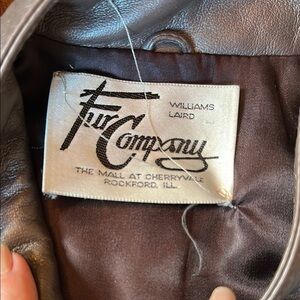 Fur Company
WILLIAMS
LAIRD
THE MALL AT CHERRYVALE
ROCKFORD, ILL.